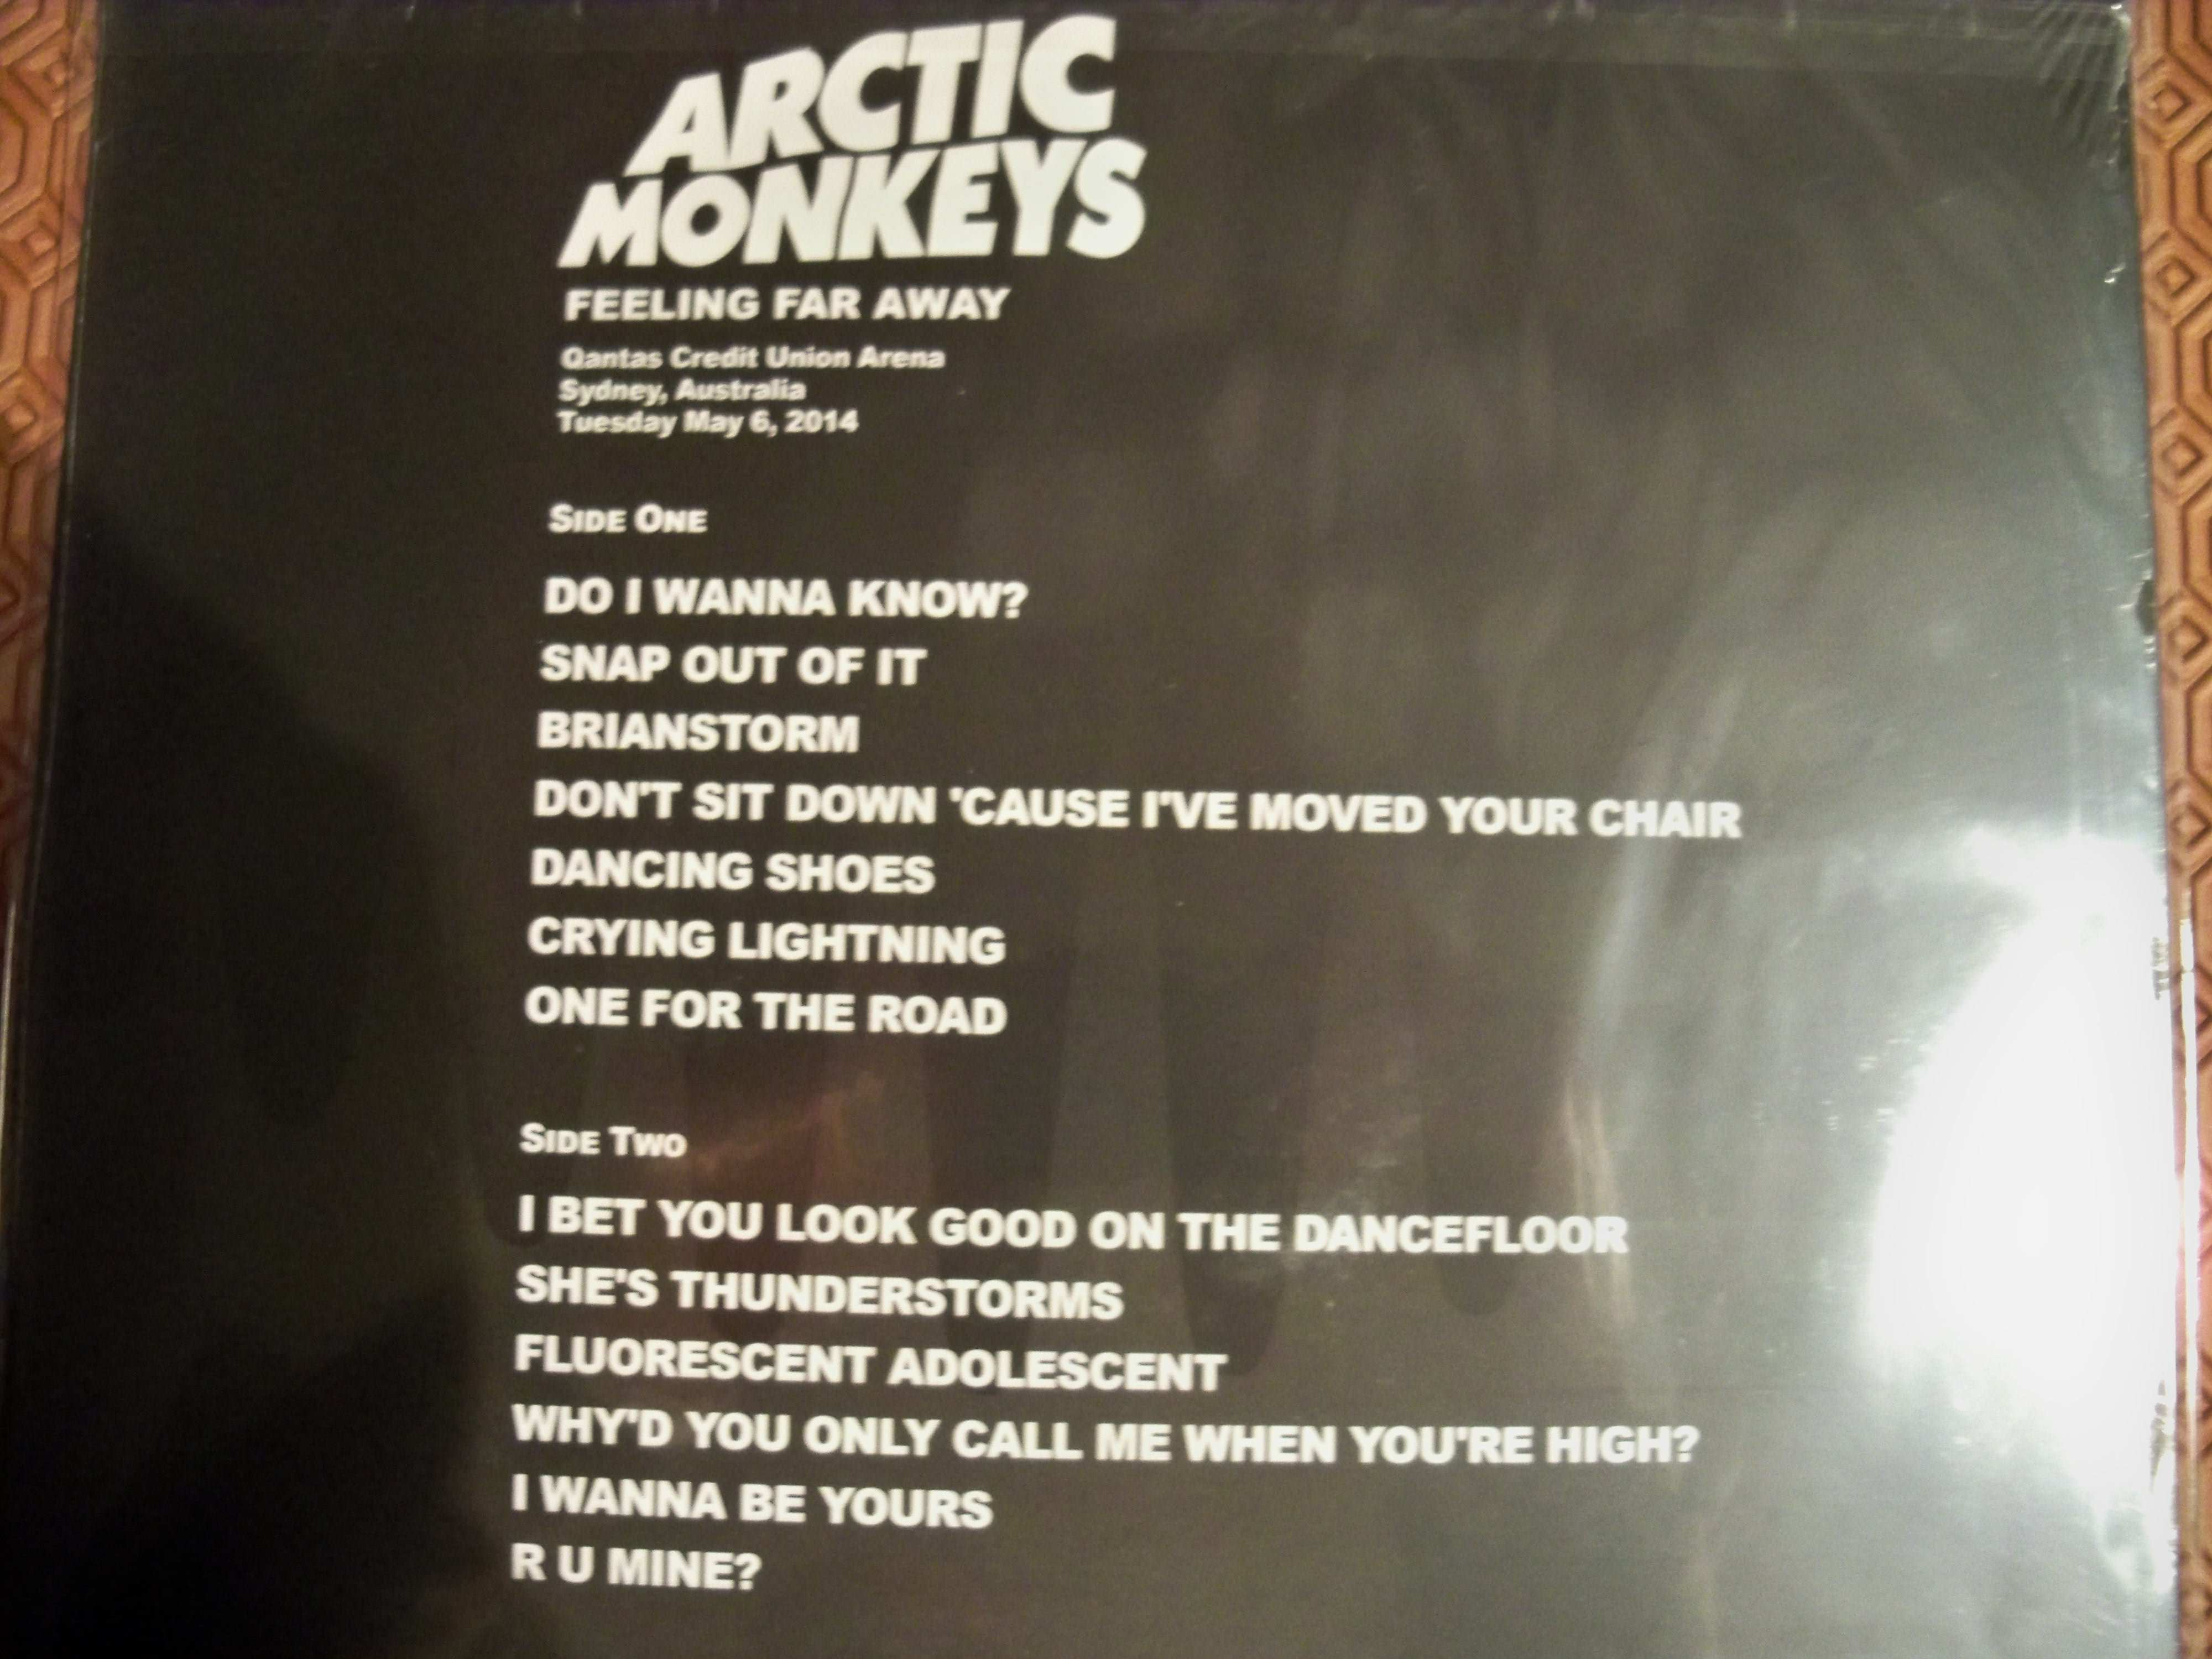 ARCTIC
MONKEYS
FEELING FAR AWAY
Qantas Credit Union Arena
Sydney, Australia
Tuesday May 6, 2014
SIDE ONE
DO I WANNA KNOW?
SNAP OUT OF IT
BRIANSTORM
DON'T SIT DOWN 'CAUSE I'VE MOVED YOUR CHAIR
DANCING SHOES
CRYING LIGHTNING
ONE FOR THE ROAD
SIDE TWO
I BET YOU LOOK GOOD ON THE DANCEFLOOR
SHE'S THUNDERSTORMS
FLUORESCENT ADOLESCENT
WHY'D YOU ONLY CALL ME WHEN YOU'RE HIGH?
I WANNA BE YOURS
R U MINE?